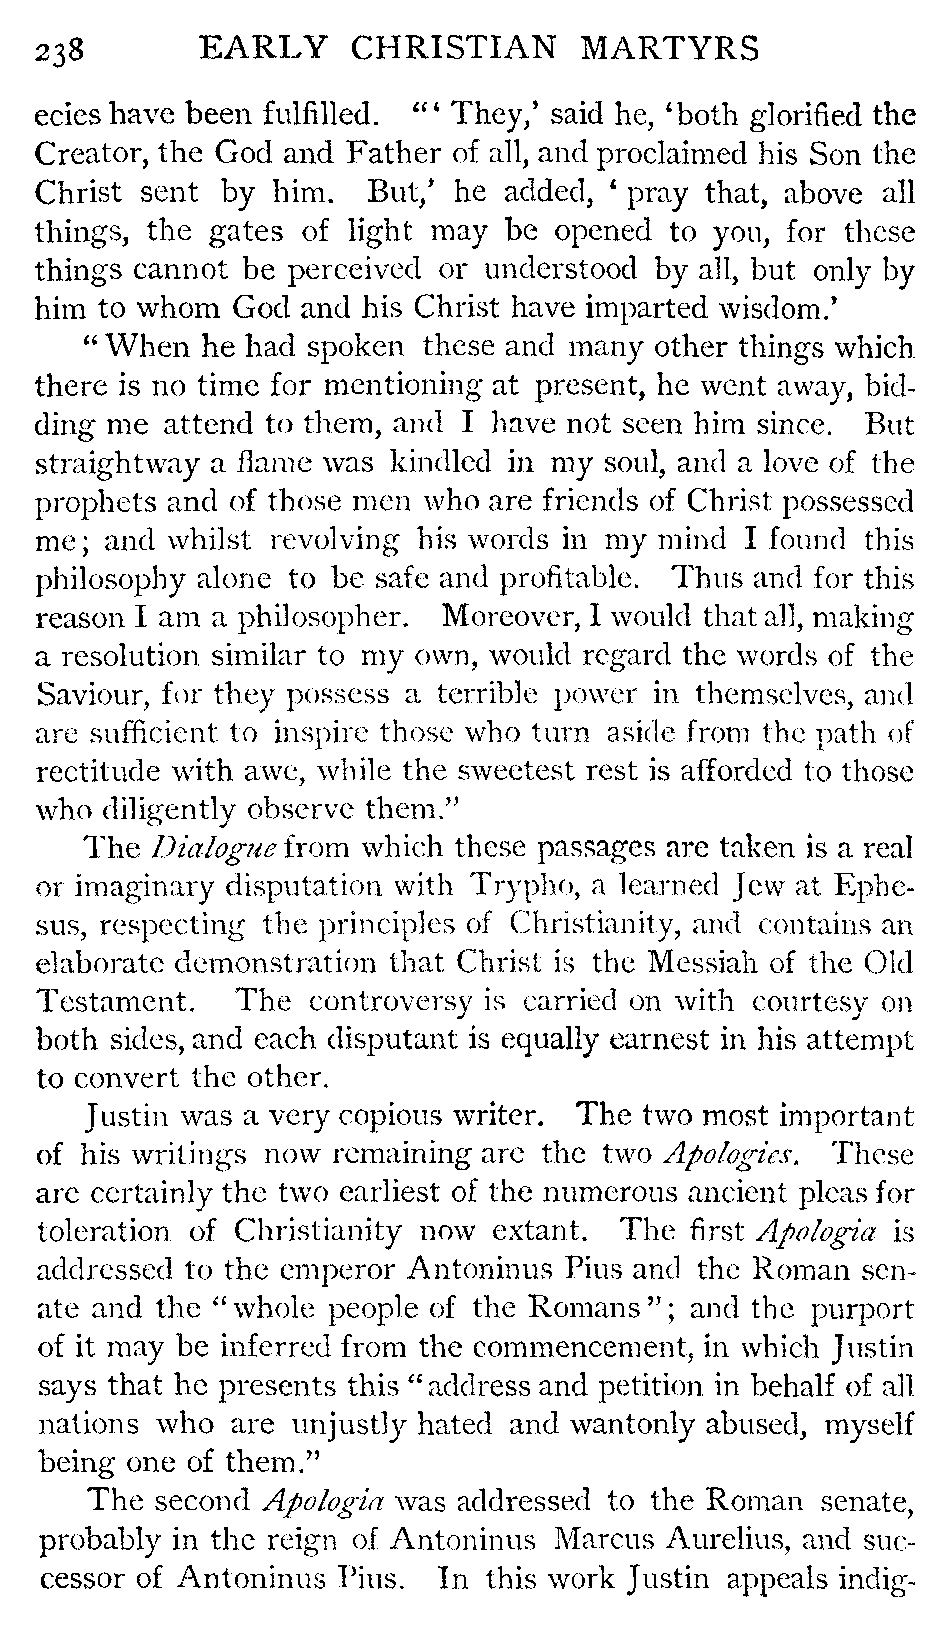 238 EARLY CHRISTIAN MARTYRS
ecies have been fulfilled. "‘ They,’ said he, ‘both glorified the
Creator, the God and Father of all, and proclaimed his Son the
Christ sent by him. But,’ he added, ‘ pray that, above all
things, the gates of light may be opened to you, for these
things cannot be perceived or understood by all, but only by
him to whom God and his Christ have imparted wisdom.’
“When he had spoken these and many other things which
there is no time for mentioning at present, he went away, bid-
ding me attend to them, and I have not seen him since. But
straightway a flame was kindled in my soul, and a love of the
prophets and of those men who are friends of Christ possessed
me; and whilst revolving his words in my mind I found this
philosophy alone to be safe and profitable. Thus and for this
reason I am a philosopher. Moreover, I would that all, making
a resolution similar to my own, would regard the words of the
Saviour, for they possess a terrible power in themselves, and
are sufficient to inspire those who turn aside from the path of
rectitude with awe, while the sweetest rest is afforded to those
who diligently observe them.”
The Dialogue from which these passages are taken is a real
or imaginary disputation with Trypho, a learned Jew at Ephe-
sus, respecting the principles of Christianity, and contains an
elaborate demonstration that Christ is the Messiah of the Old
Testament. The controversy is carried on with courtesy on
both sides, and each disputant is equally earnest in his attempt
to convert the other.
Justin was a very copious writer. The two most important
of his writings now remaining are the two Apologies. These
are certainly the two earliest of the numerous ancient pleas for
toleration of Christianity now extant. The first Apologia is
addressed to the emperor Antoninus Pius and the Roman sen-
ate and the “whole people of the Romans”; and the purport
of it may be inferred from the commencement, in which Justin
says that he presents this “address and petition in behalf of all
nations who are unjustly hated and wantonly abused, myself
being one of them.”
The second Apologia was addressed to the Roman senate,
probably in the reign of Antoninus Marcus Aurelius, and suc-
cessor of Antoninus Pius. In this work Justin appeals indig-